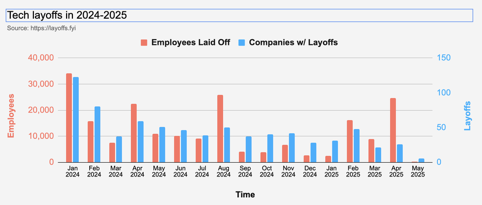 Tech layoffs in 2024-2025
Source: https://layoffs.fyi
Employees Laid Off
Companies w/ Layoffs
40,000
30,000
20,000
10,000
0
Employees
150
100
50
0
Layoffs
Jan 2024
Feb 2024
Mar 2024
Apr 2024
May 2024
Jun 2024
Jul 2024
Aug 2024
Sep 2024
Oct 2024
Nov 2024
Dec 2024
Jan 2025
Feb 2025
Mar 2025
Apr 2025
May 2025
Time